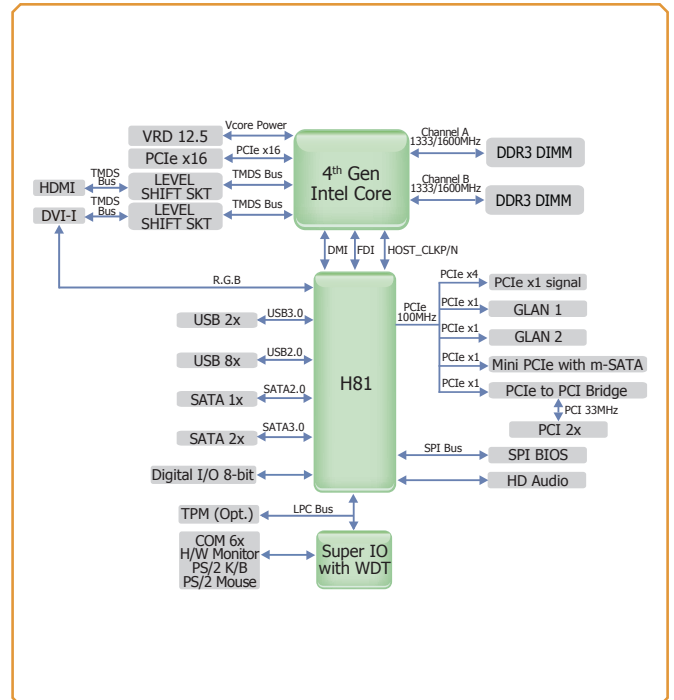 VRD 12.5
Vcore Power
PCIe x16
PCIe x16
HDMI
TMDS
Bus
LEVEL
SHIFT SKT
TMDS Bus
DVI-I
TMDS
Bus
LEVEL
SHIFT SKT
TMDS Bus
4th Gen
Intel Core
Channel A
1333/1600MHz
DDR3 DIMM
Channel B
1333/1600MHz
DDR3 DIMM
DMI
FDI
HOST_CLKP/N
R.G.B
USB 2x
USB3.0
USB 8x
USB2.0
SATA 1x
SATA2.0
SATA 2x
SATA3.0
Digital I/O 8-bit
H81
PCIe
100MHz
PCIe x4
PCIe x1 signal
PCIe x1
GLAN 1
PCIe x1
GLAN 2
PCIe x1
Mini PCIe with m-SATA
PCIe x1
PCIe to PCI Bridge
PCI 33MHz
PCI 2x
SPI Bus
SPI BIOS
HD Audio
TPM (Opt.)
LPC Bus
COM 6x
H/W Monitor
PS/2 K/B
PS/2 Mouse
Super IO
with WDT